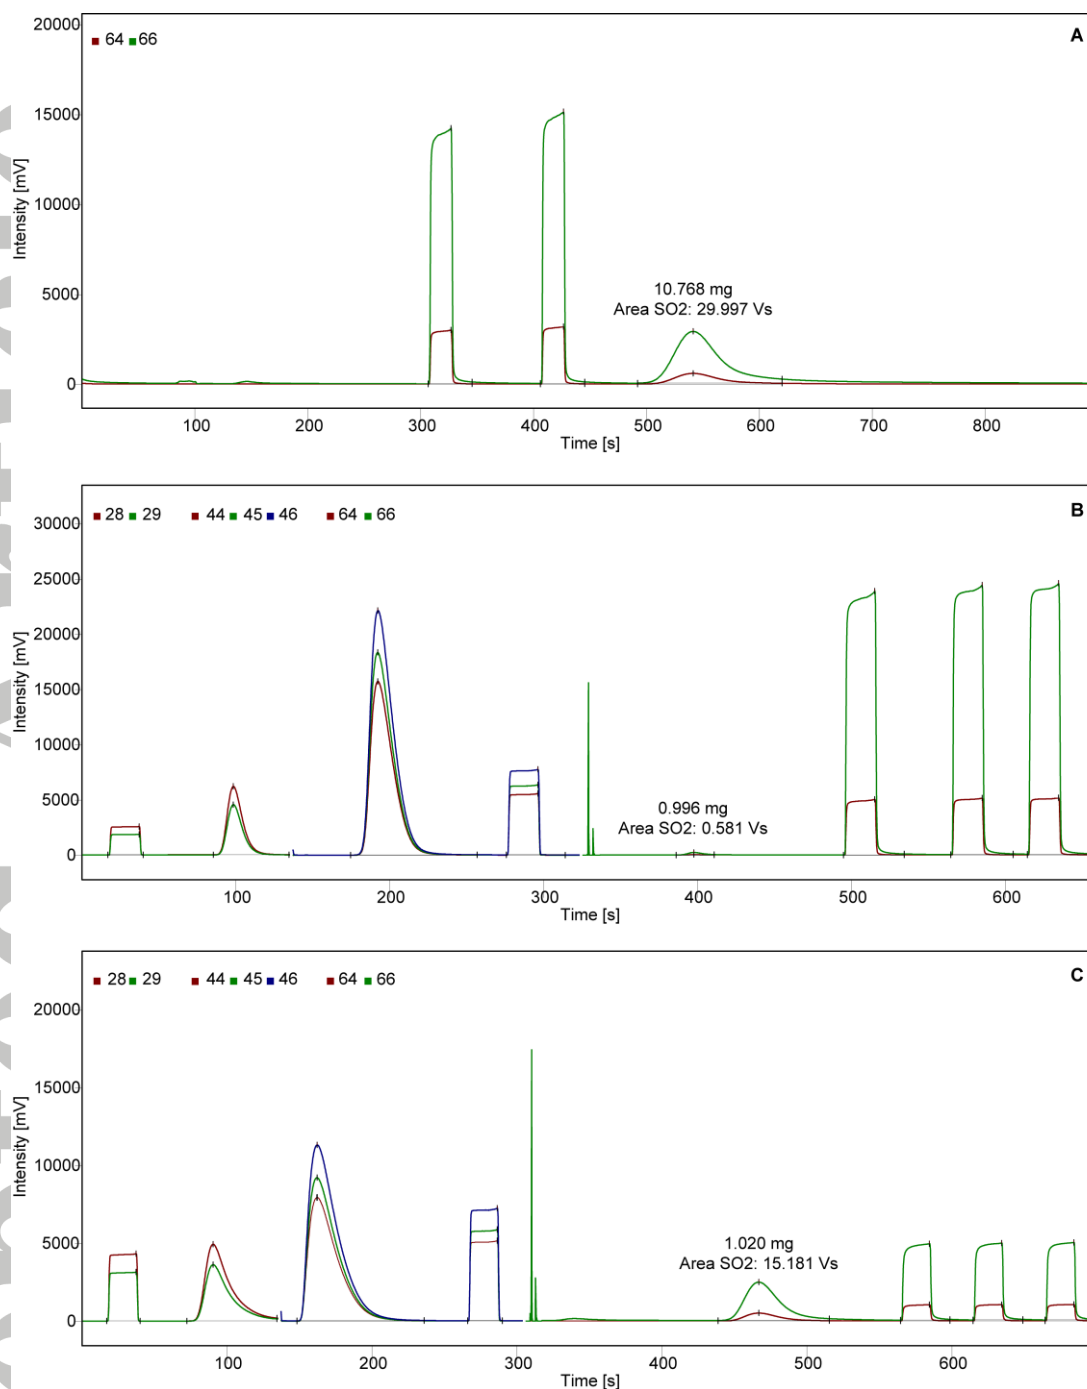 64 66
A
20000
15000
10000
5000
0
Intensity [mV]
10.768 mg
Area SO2: 29.997 Vs
100 200 300 400 500 600 700 800
Time [s]
28 29 44 45 46 64 66
B
30000
25000
20000
15000
10000
5000
0
Intensity [mV]
0.996 mg
Area SO2: 0.581 Vs
100 200 300 400 500 600
Time [s]
28 29 44 45 46 64 66
C
20000
15000
10000
5000
0
Intensity [mV]
1.020 mg
Area SO2: 15.181 Vs
100 200 300 400 500 600
Time [s]